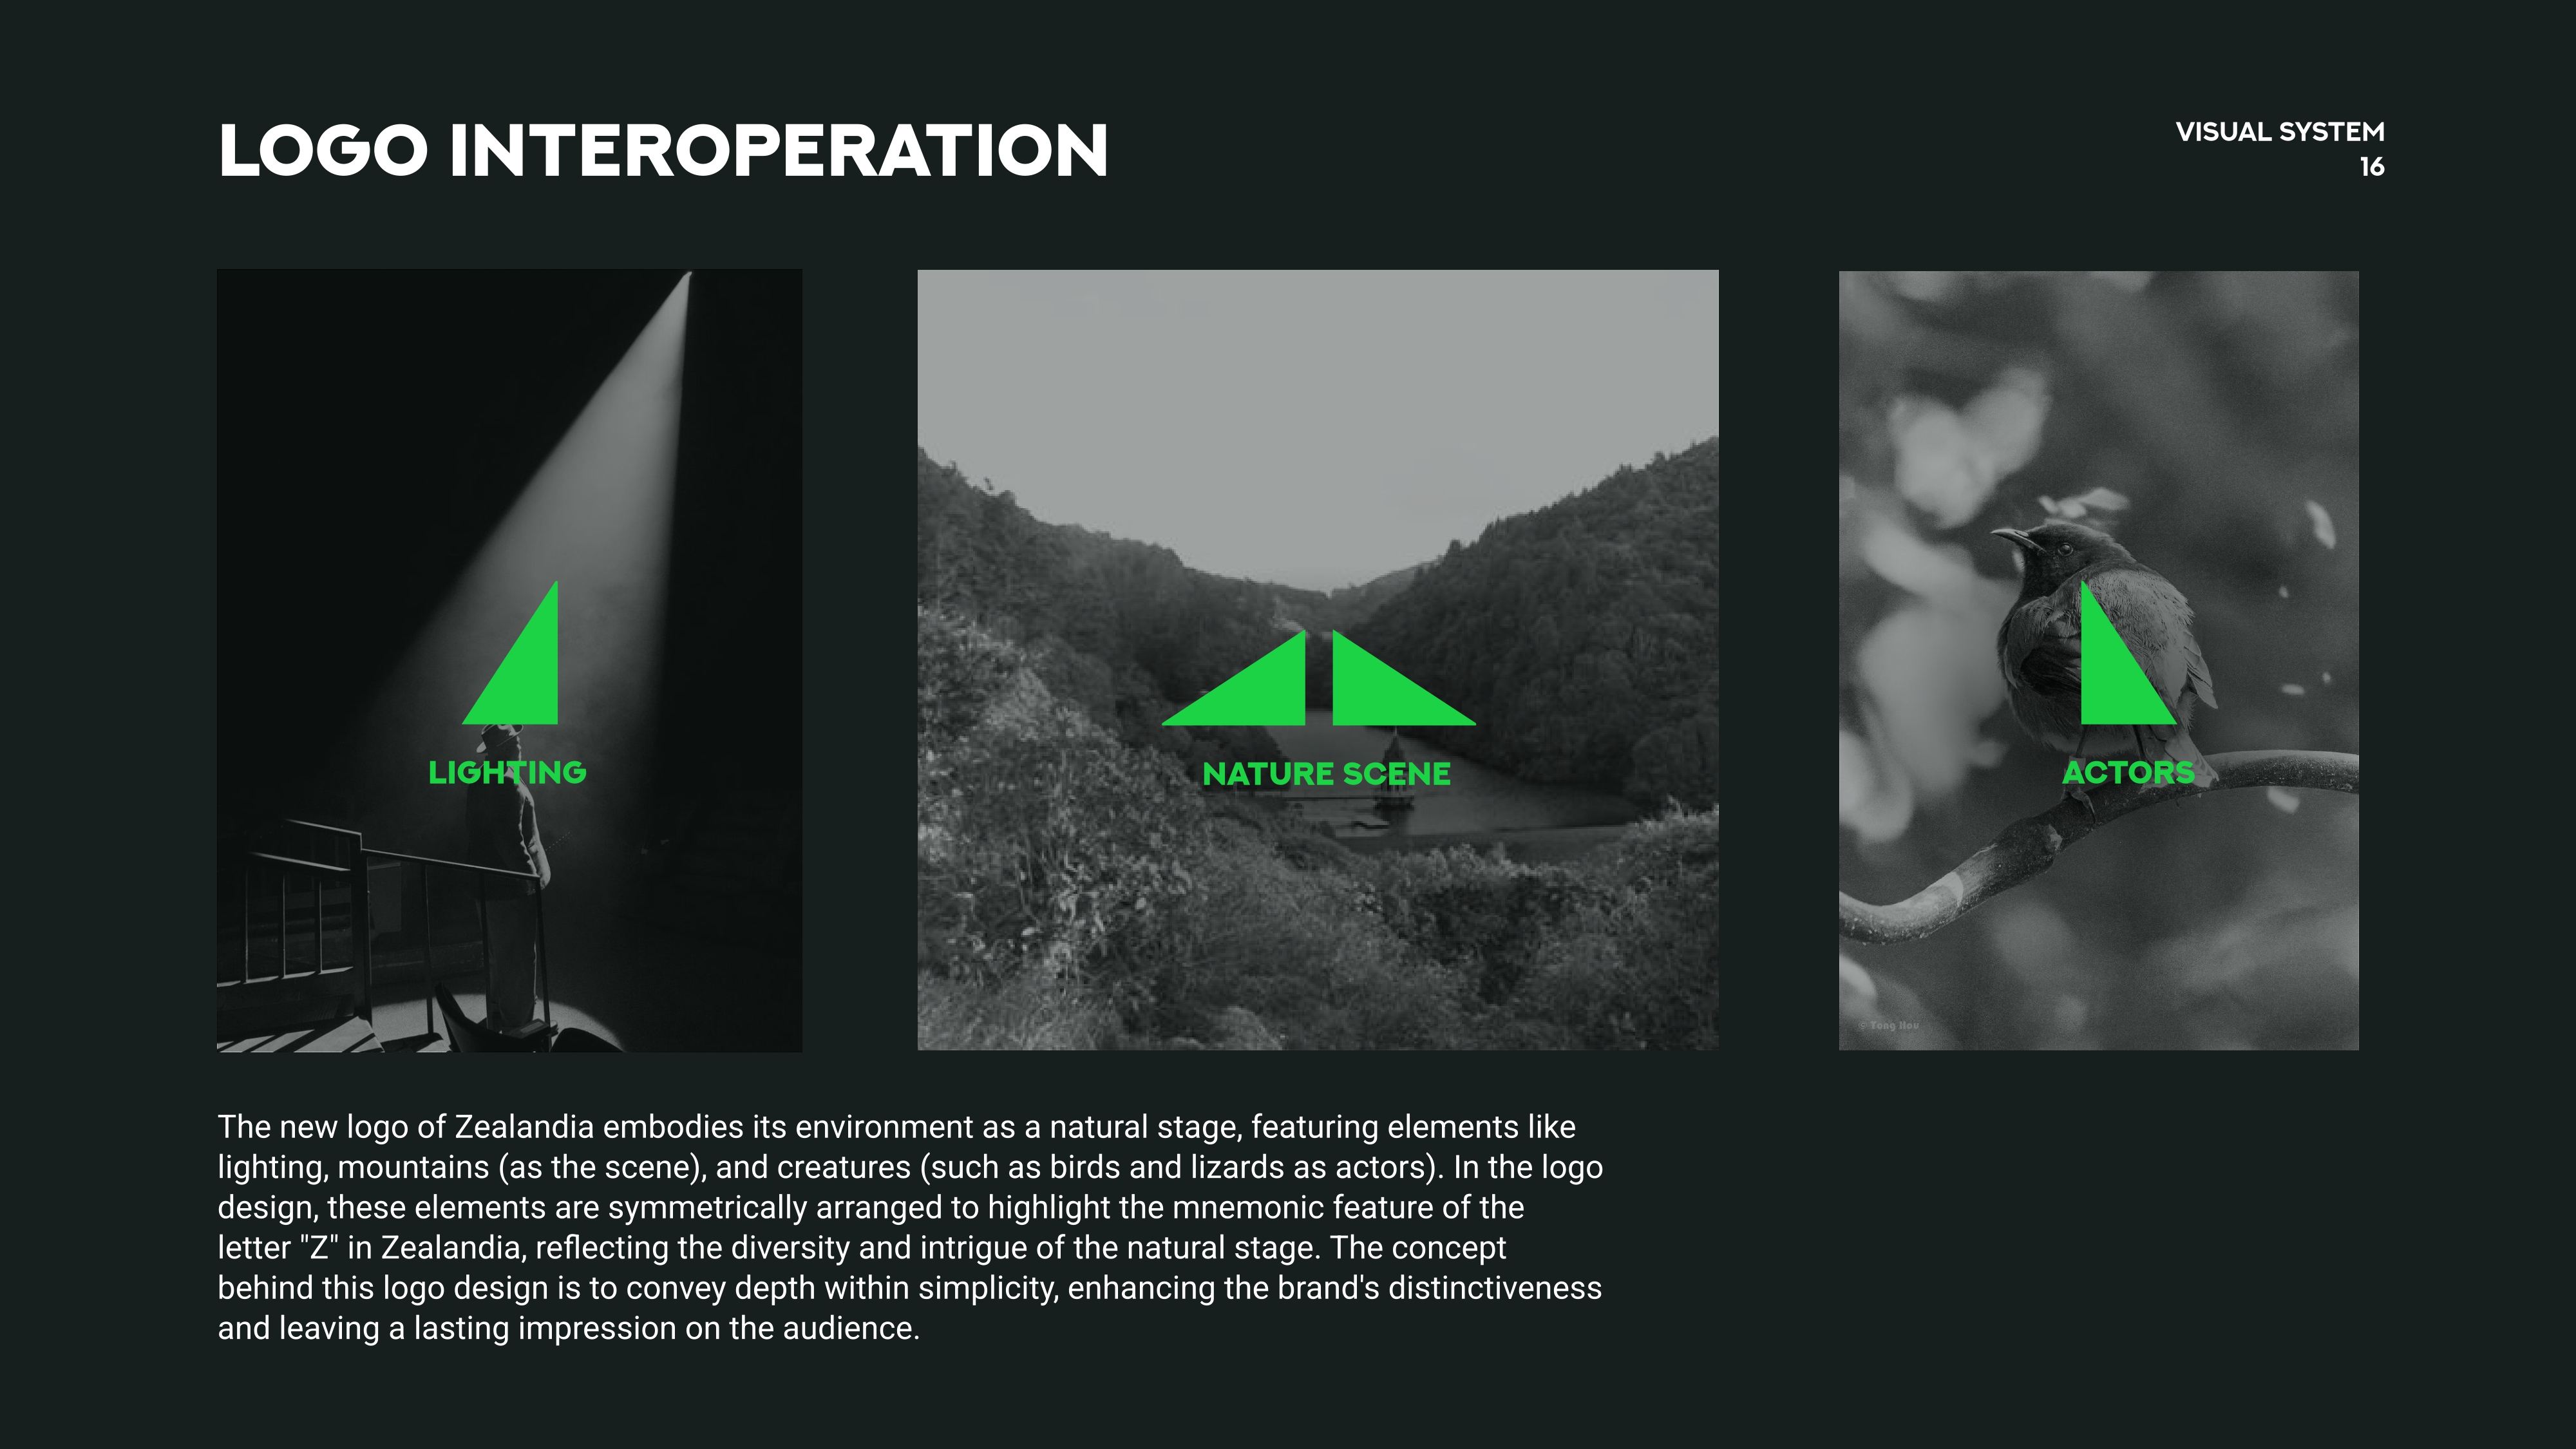 LOGO INTEROPERATION
VISUAL SYSTEM
16
LIGHTING
NATURE SCENE
ACTORS
© Tong Hou
The new logo of Zealandia embodies its environment as a natural stage, featuring elements like
lighting, mountains (as the scene), and creatures (such as birds and lizards as actors). In the logo
design, these elements are symmetrically arranged to highlight the mnemonic feature of the
letter "Z" in Zealandia, reflecting the diversity and intrigue of the natural stage. The concept
behind this logo design is to convey depth within simplicity, enhancing the brand's distinctiveness
and leaving a lasting impression on the audience.